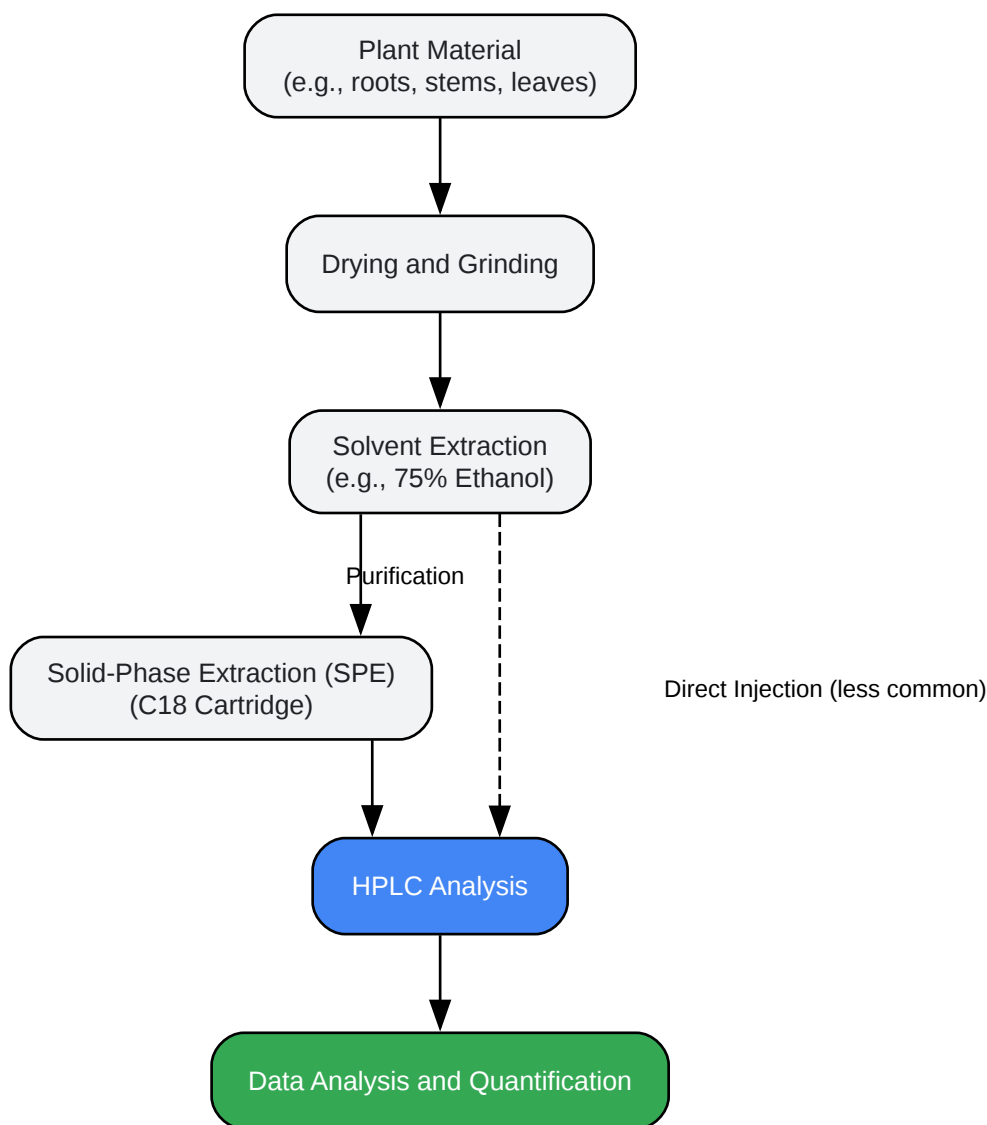 Plant Material
(e.g., roots, stems, leaves)
Drying and Grinding
Solvent Extraction
(e.g., 75% Ethanol)
Purification
Solid-Phase Extraction (SPE)
(C18 Cartridge)
Direct Injection (less common)
HPLC Analysis
Data Analysis and Quantification